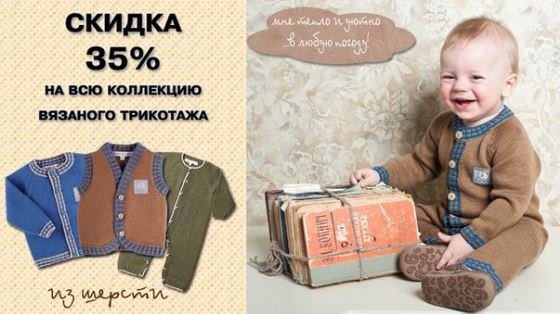 СКИДКА
35%
НА ВСЮ КОЛЛЕКЦИЮ
ВЯЗАНОГО ТРИКОТАЖА
из шерсти
мне тепло и уютно
...в любую погоду!